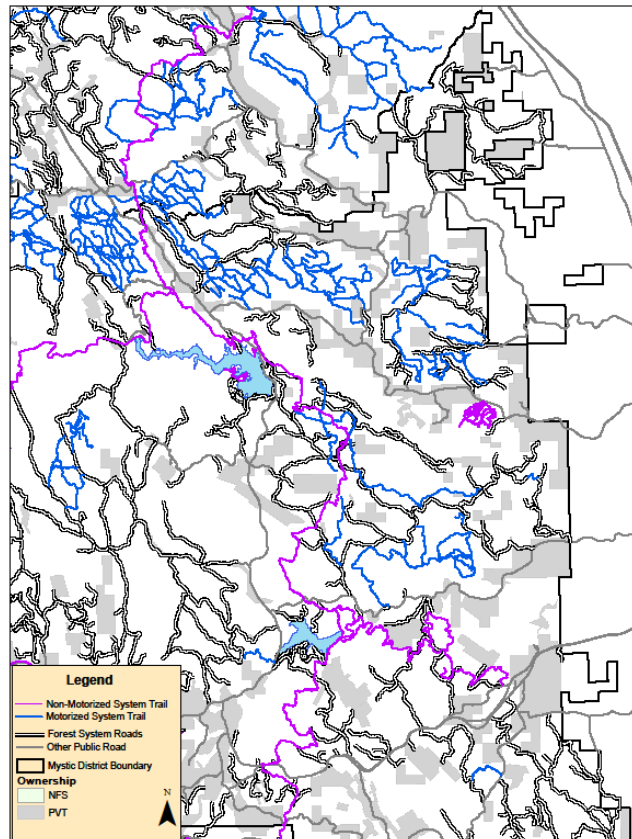 Legend
Non-Motorized System Trail
Motorized System Trail
Forest System Roads
Other Public Road
Mystic District Boundary
Ownership
NFS
PVT
N